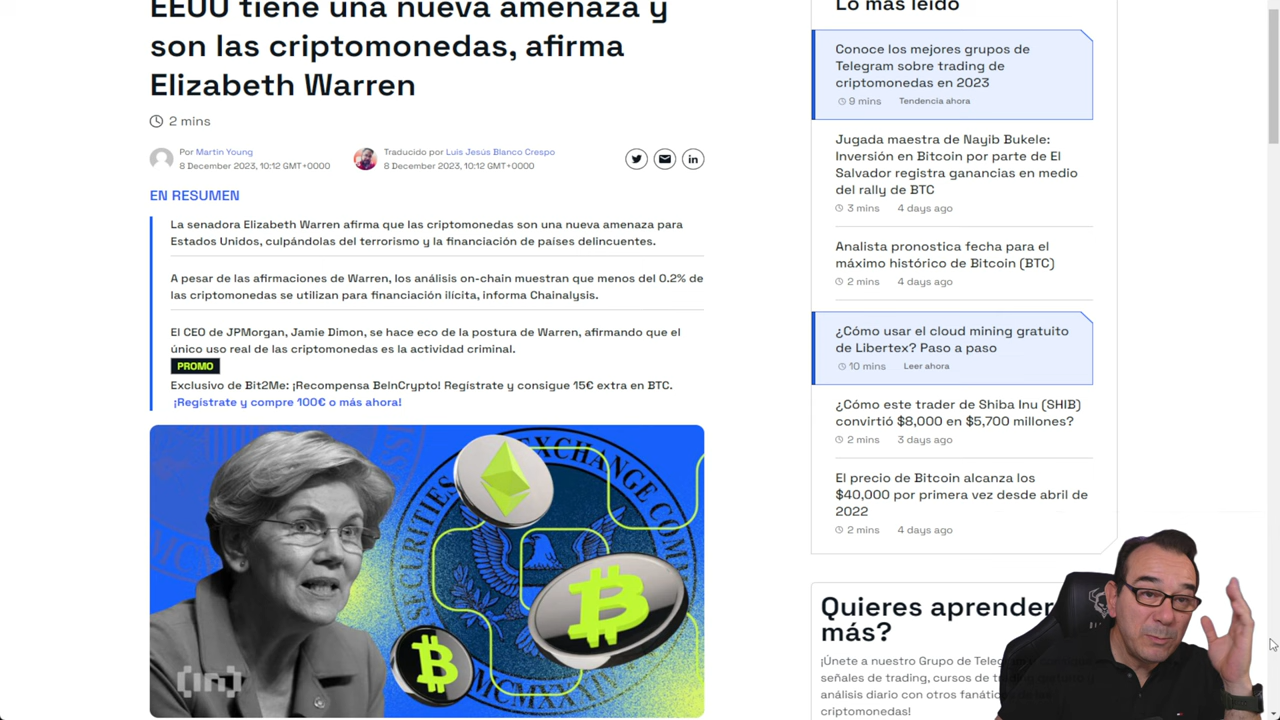 EEUU tiene una nueva amenaza y
son las criptomonedas, afirma
Elizabeth Warren
2 mins
Por Martin Young
8 December 2023, 10:12 GMT+0000
Traducido por Luis Jesús Blanco Crespo
8 December 2023, 10:12 GMT+0000
EN RESUMEN
La senadora Elizabeth Warren afirma que las criptomonedas son una nueva amenaza para
Estados Unidos, culpándolas del terrorismo y la financiación de países delincuentes.
A pesar de las afirmaciones de Warren, los análisis on-chain muestran que menos del 0.2% de
las criptomonedas se utilizan para financiación ilícita, informa Chainalysis.
El CEO de JPMorgan, Jamie Dimon, se hace eco de la postura de Warren, afirmando que el
único uso real de las criptomonedas es la actividad criminal.
PROMO
Exclusivo de Bit2Me: ¡Recompensa BeInCrypto! Regístrate y consigue 15€ extra en BTC.
¡Regístrate y compre 100€ o más ahora!
EXCHANGE COM
SECURITIES
MCMXXXIV
[in]
Lo más leído
Conoce los mejores grupos de
Telegram sobre trading de
criptomonedas en 2023
9 mins Tendencia ahora
Jugada maestra de Nayib Bukele:
Inversión en Bitcoin por parte de El
Salvador registra ganancias en medio
del rally de BTC
3 mins 4 days ago
Analista pronostica fecha para el
máximo histórico de Bitcoin (BTC)
2 mins 4 days ago
¿Cómo usar el cloud mining gratuito
de Libertex? Paso a paso
10 mins Leer ahora
¿Cómo este trader de Shiba Inu (SHIB)
convirtió $8,000 en $5,700 millones?
2 mins 3 days ago
El precio de Bitcoin alcanza los
$40,000 por primera vez desde abril de
2022
2 mins 4 days ago
Quieres aprender
más?
¡Únete a nuestro Grupo de
señales de trading, cursos de
análisis diario con otros
criptomonedas!